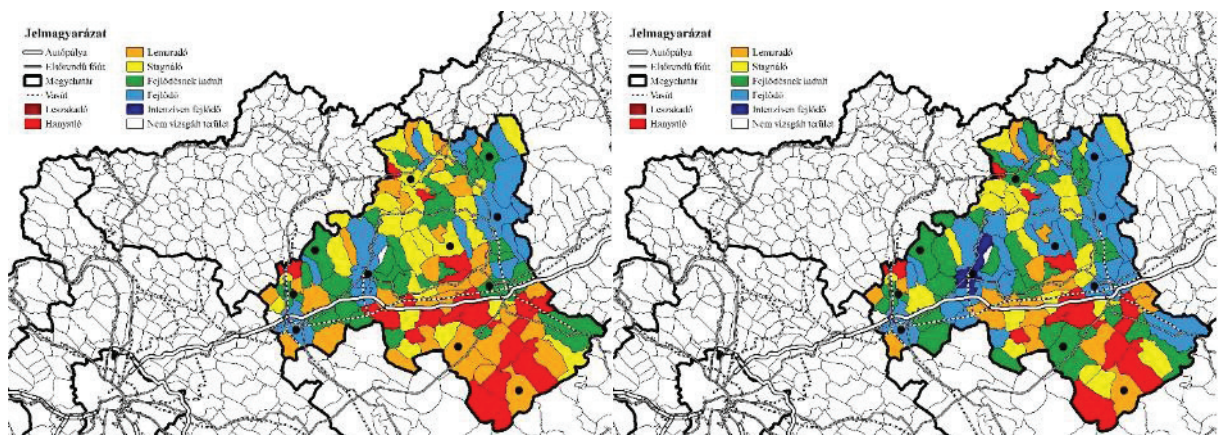 Jelmagyarázat
Autópálya
Elsőrendű főút
Megyehatár
Vasút
Leszakadó
Hanyatló
Lemaradó
Stagnáló
Fejlődésnek indult
Fejlődő
Intenzíven fejlődő
Nem vizsgált terület
Jelmagyarázat
Autópálya
Elsőrendű főút
Megyehatár
Vasút
Leszakadó
Hanyatló
Lemaradó
Stagnáló
Fejlődésnek indult
Fejlődő
Intenzíven fejlődő
Nem vizsgált terület